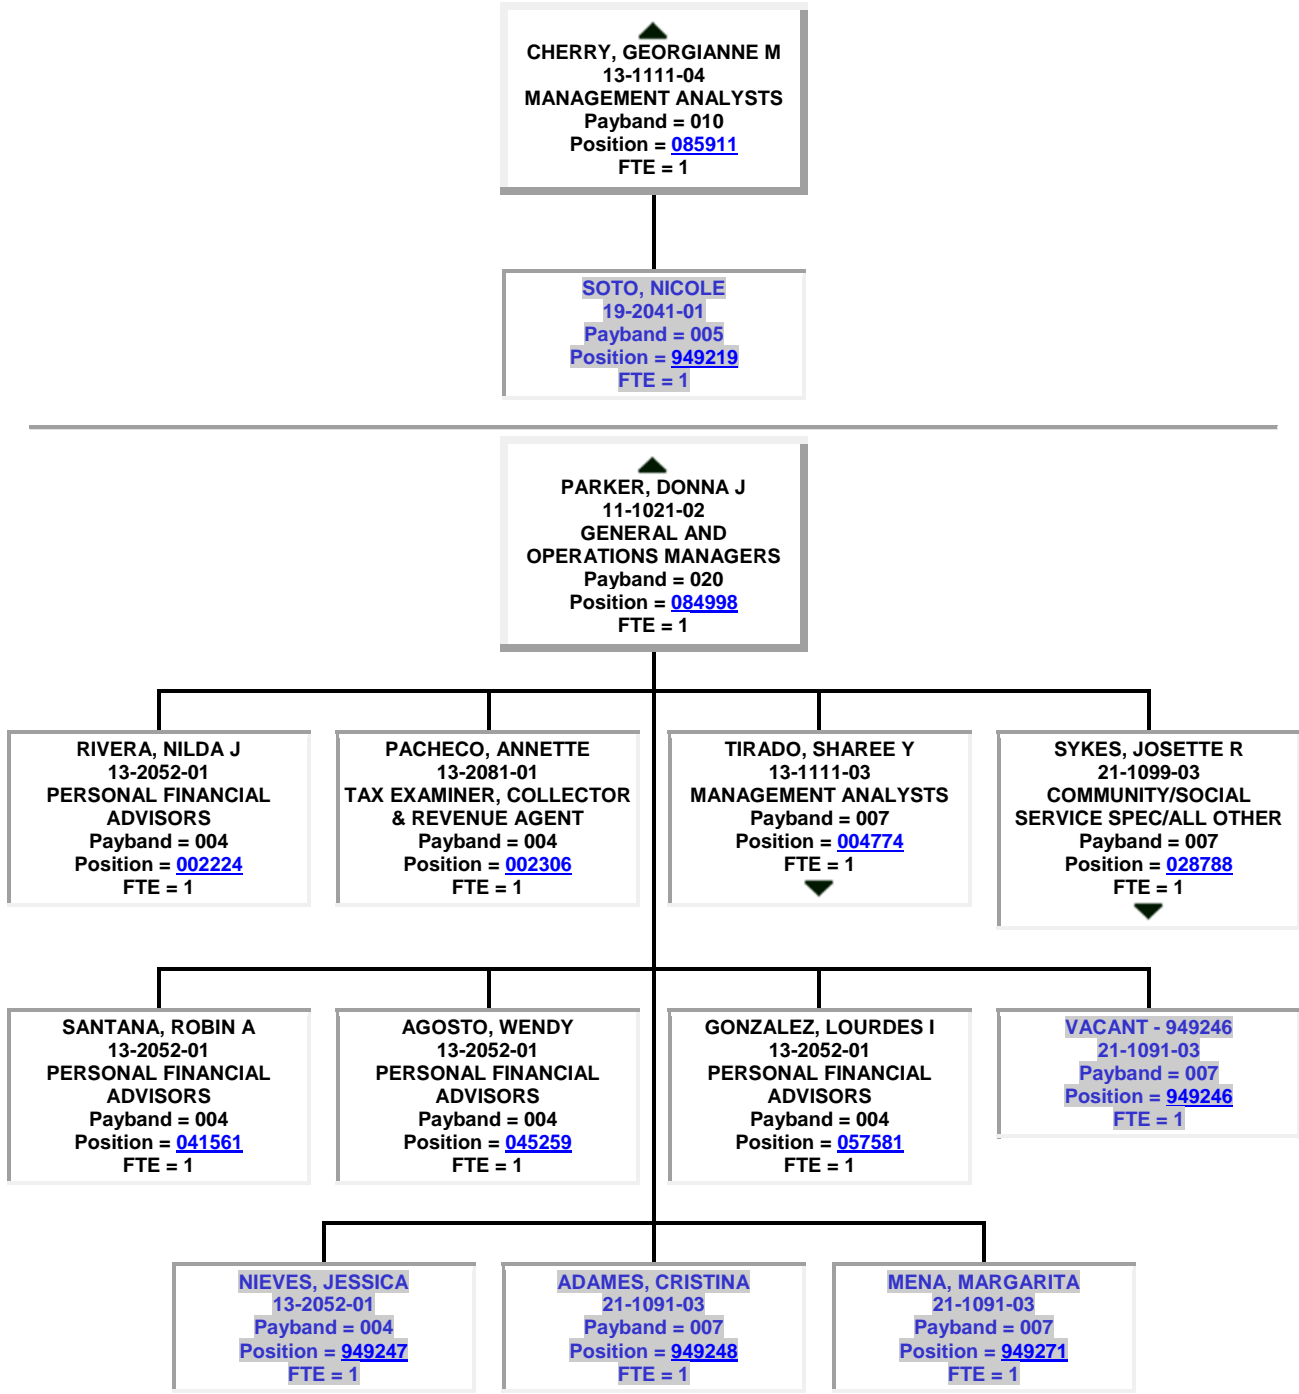 CHERRY, GEORGIANNE M
13-1111-04
MANAGEMENT ANALYSTS
Payband = 010
Position = 085911
FTE = 1
SOTO, NICOLE
19-2041-01
Payband = 005
Position = 949219
FTE = 1
PARKER, DONNA J
11-1021-02
GENERAL AND
OPERATIONS MANAGERS
Payband = 020
Position = 084998
FTE = 1
RIVERA, NILDA J
13-2052-01
PERSONAL FINANCIAL
ADVISORS
Payband = 004
Position = 002224
FTE = 1
PACHECO, ANNETTE
13-2081-01
TAX EXAMINER, COLLECTOR
& REVENUE AGENT
Payband = 004
Position = 002306
FTE = 1
TIRADO, SHAREE Y
13-1111-03
MANAGEMENT ANALYSTS
Payband = 007
Position = 004774
FTE = 1
SYKES, JOSETTE R
21-1099-03
COMMUNITY/SOCIAL
SERVICE SPEC/ALL OTHER
Payband = 007
Position = 028788
FTE = 1
SANTANA, ROBIN A
13-2052-01
PERSONAL FINANCIAL
ADVISORS
Payband = 004
Position = 041561
FTE = 1
AGOSTO, WENDY
13-2052-01
PERSONAL FINANCIAL
ADVISORS
Payband = 004
Position = 045259
FTE = 1
GONZALEZ, LOURDES I
13-2052-01
PERSONAL FINANCIAL
ADVISORS
Payband = 004
Position = 057581
FTE = 1
VACANT - 949246
21-1091-03
Payband = 007
Position = 949246
FTE = 1
NIEVES, JESSICA
13-2052-01
Payband = 004
Position = 949247
FTE = 1
ADAMES, CRISTINA
21-1091-03
Payband = 007
Position = 949248
FTE = 1
MENA, MARGARITA
21-1091-03
Payband = 007
Position = 949271
FTE = 1